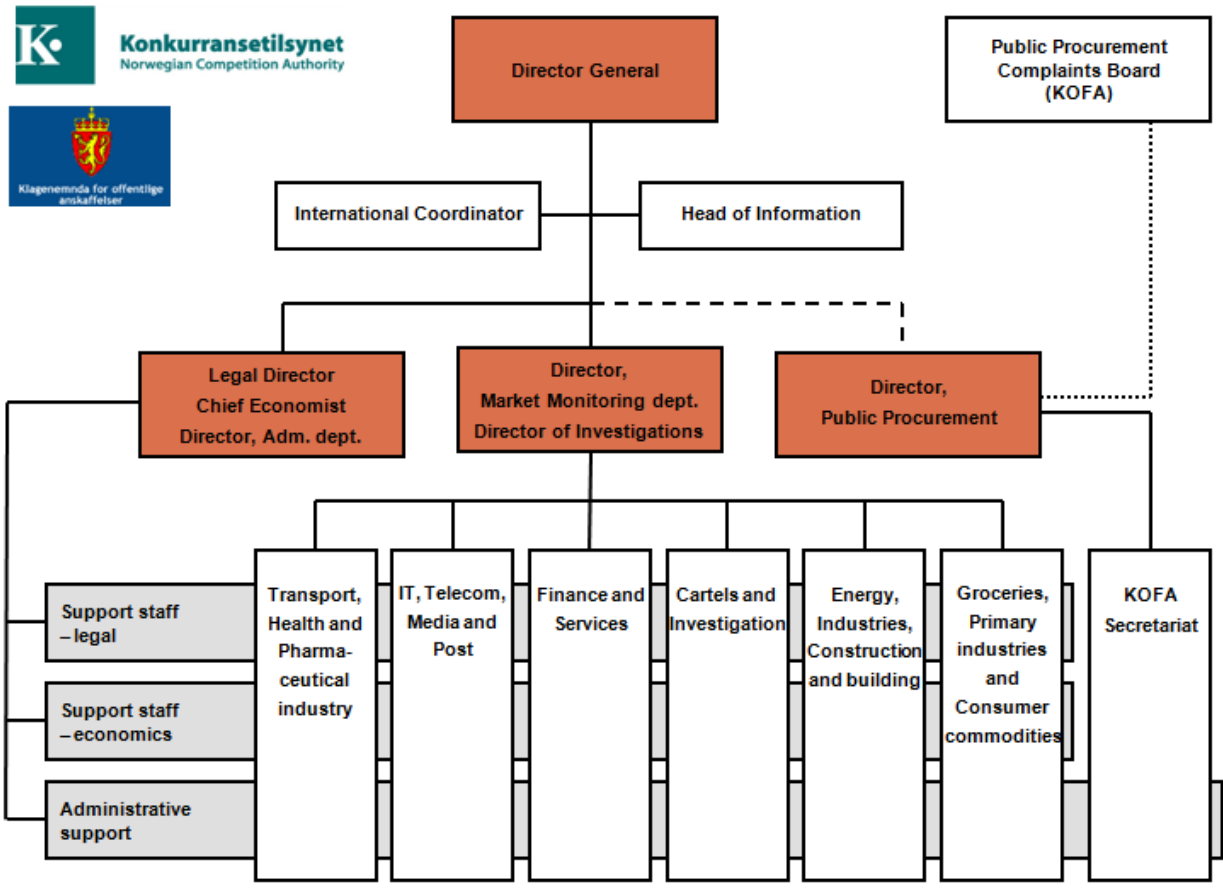 K
Konkurransetilsynet
Norwegian Competition Authority
Klagenemnda for offentlige
anskaffelser
Director General
Public Procurement
Complaints Board
(KOFA)
International Coordinator
Head of Information
Legal Director
Chief Economist
Director, Adm. dept.
Director,
Market Monitoring dept.
Director of Investigations
Director,
Public Procurement
Transport,
Health and
Pharma-
ceutical
industry
IT, Telecom,
Media and
Post
Finance and
Services
Cartels and
Investigation
Energy,
Industries,
Construction
and building
Groceries,
Primary
industries
and
Consumer
commodities
KOFA
Secretariat
Support staff
– legal
Support staff
– economics
Administrative
support